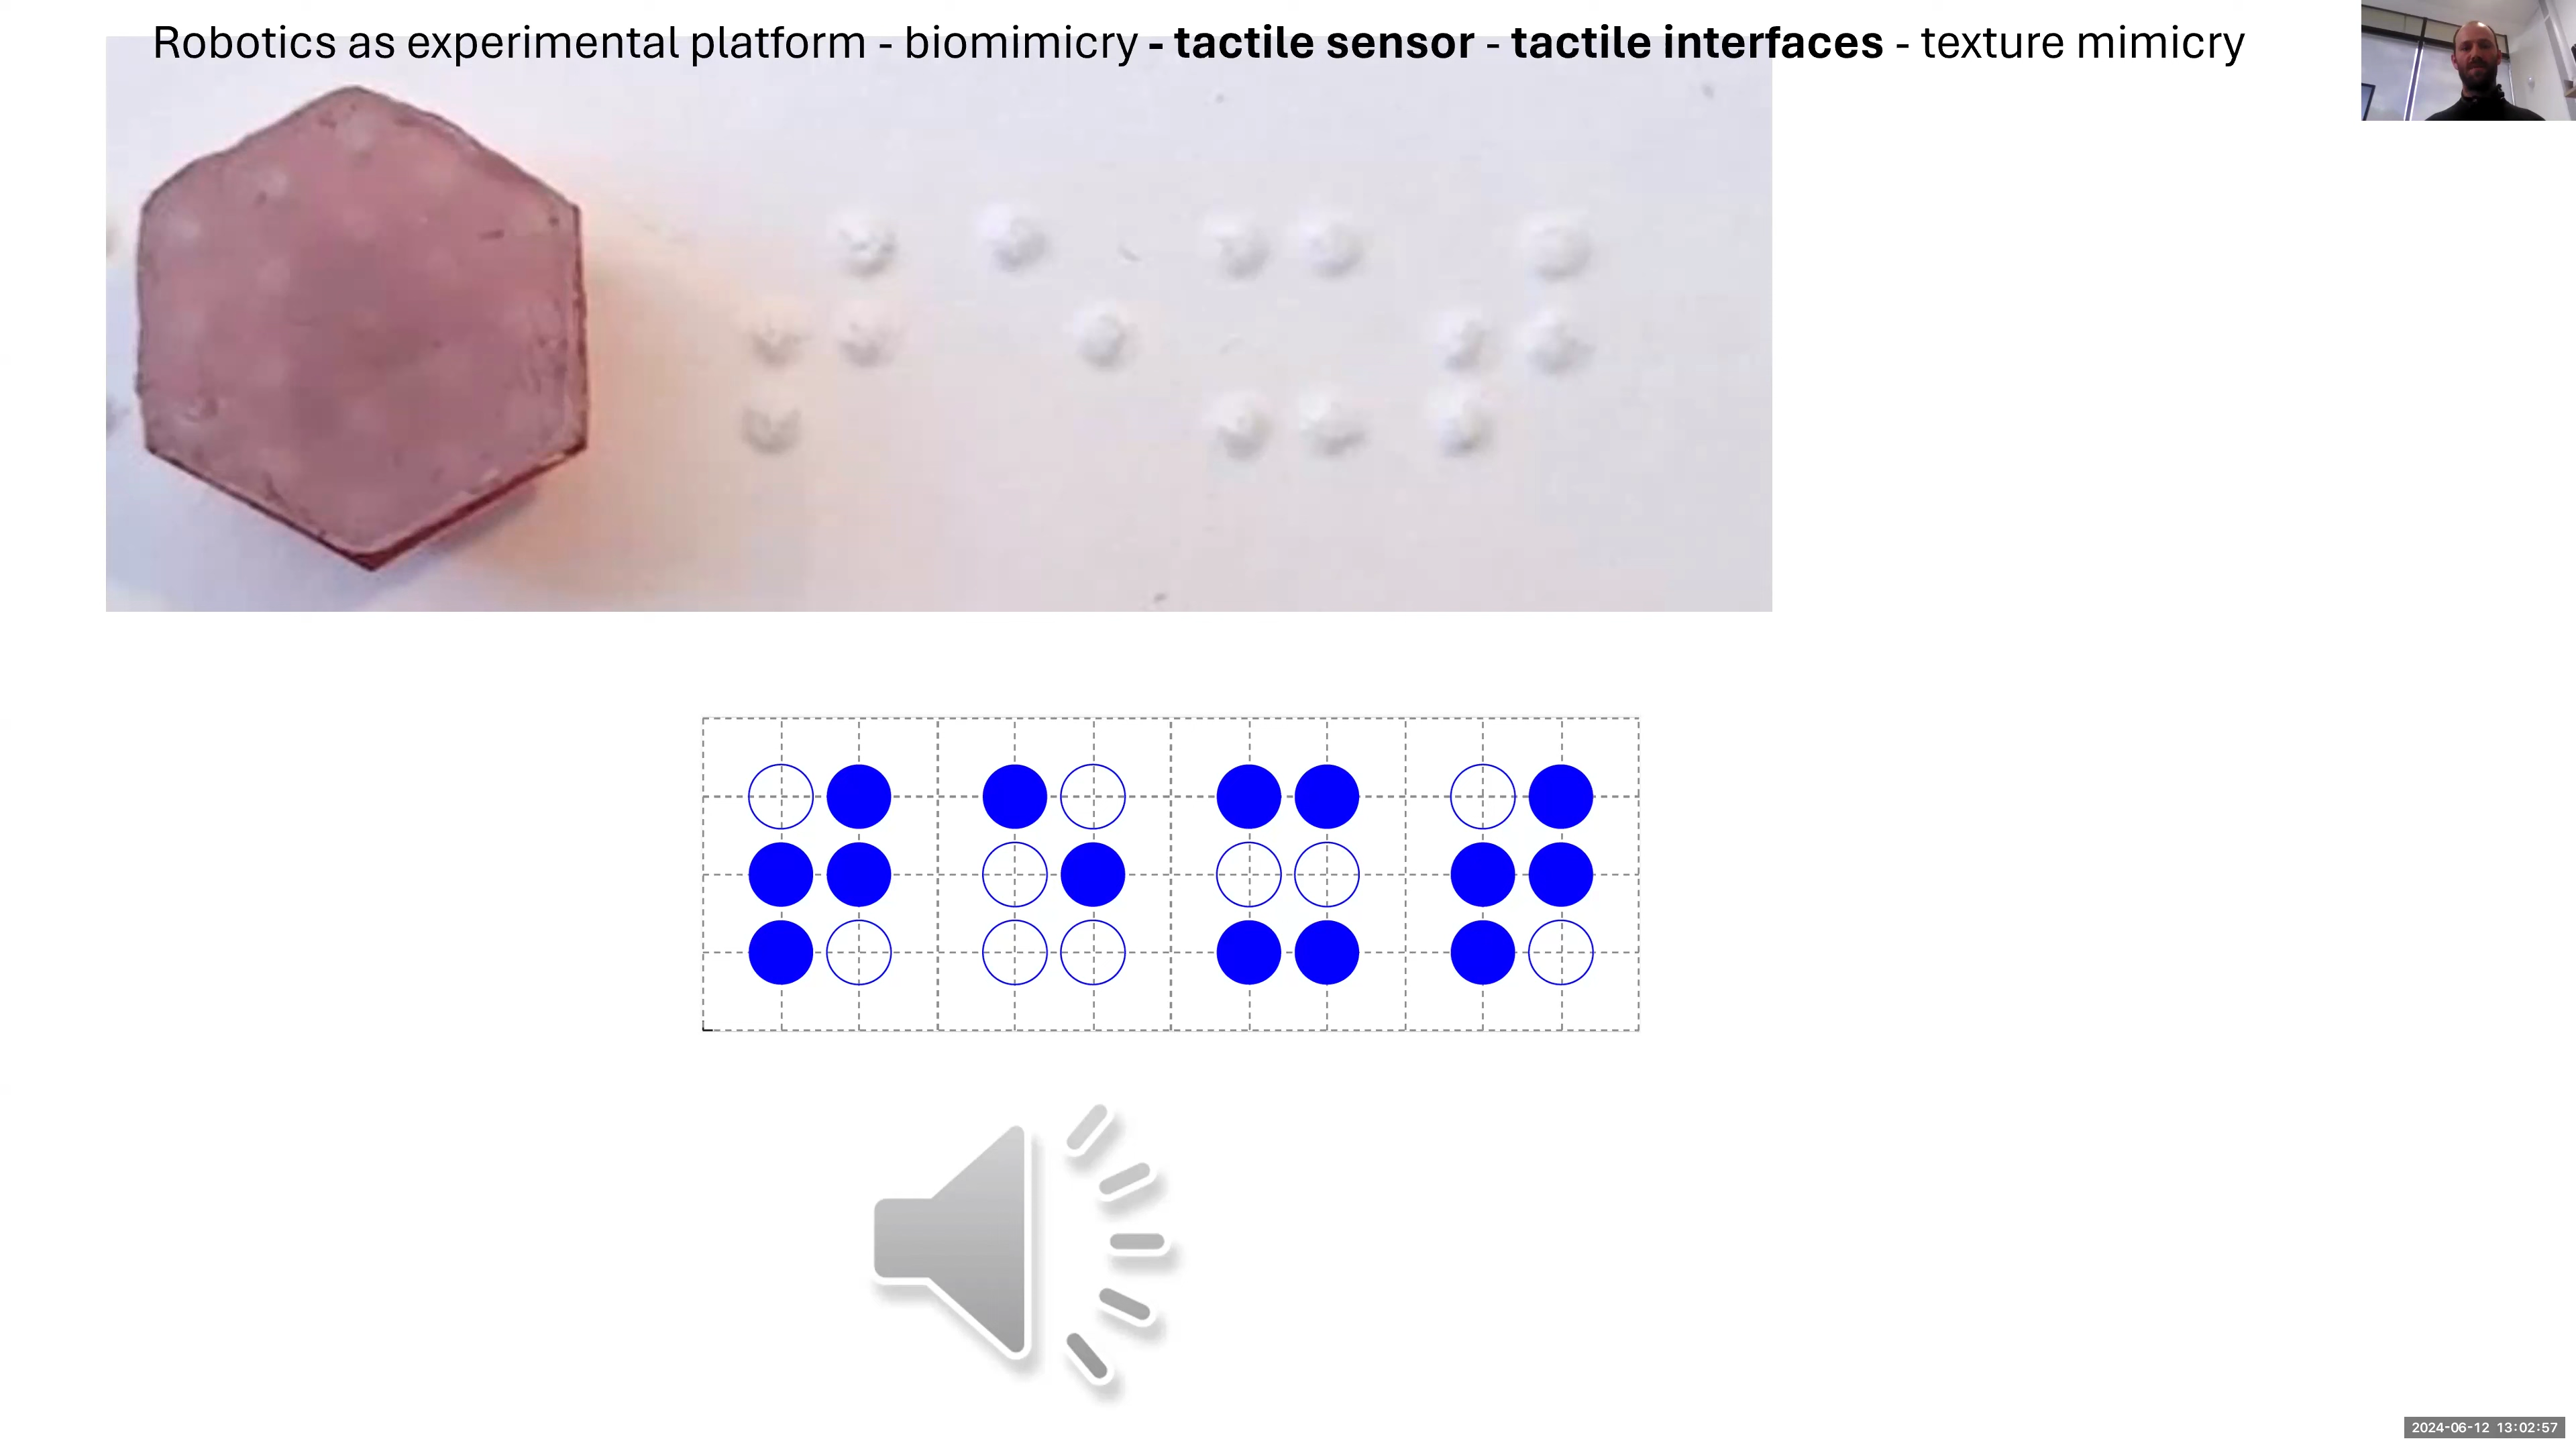 Robotics as experimental platform - biomimicry - tactile sensor - tactile interfaces - texture mimicry
⠞⠑⠭⠞
2024-06-12 13:02:57